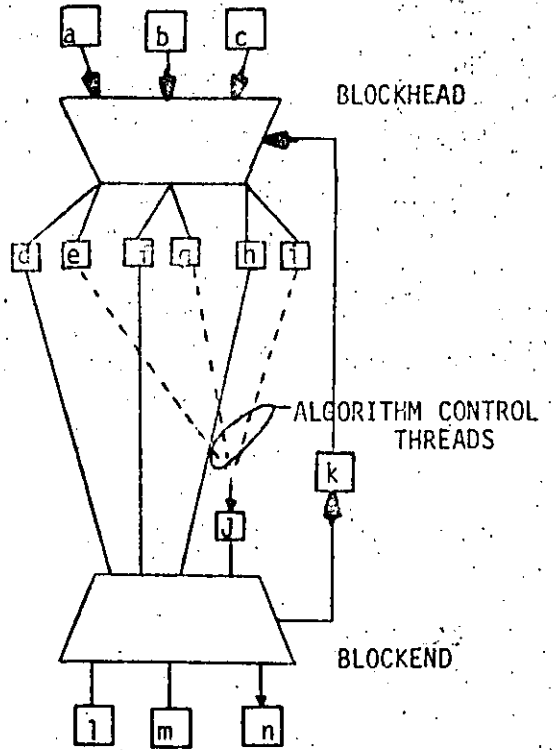 a b c
BLOCKHEAD
d e f g h i
ALGORITHM CONTROL
THREADS
k
J
BLOCKEND
l m n